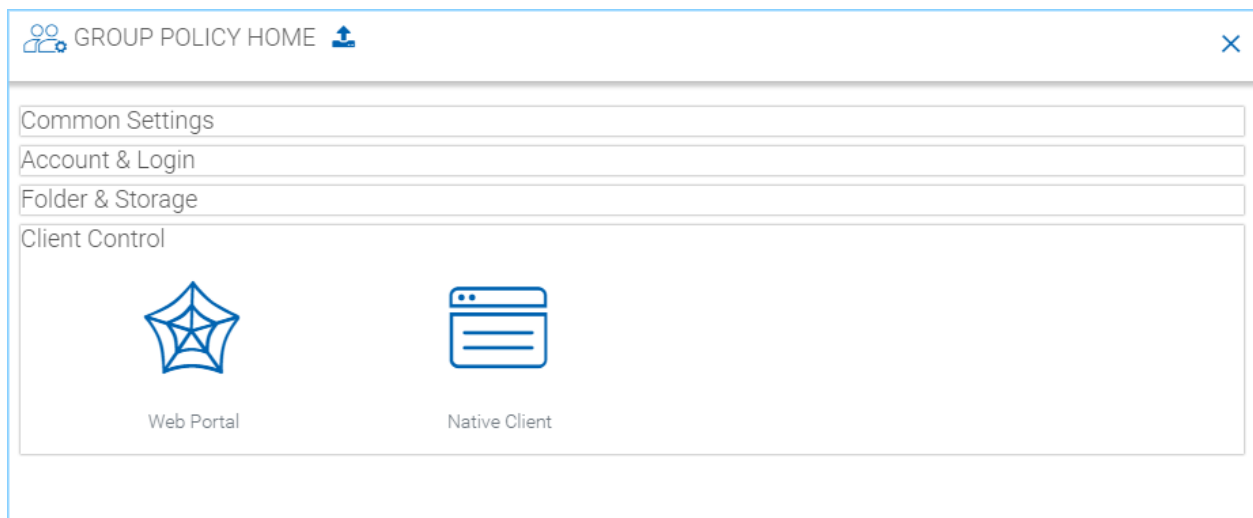 GROUP POLICY HOME
Common Settings
Account & Login
Folder & Storage
Client Control
Web Portal Native Client